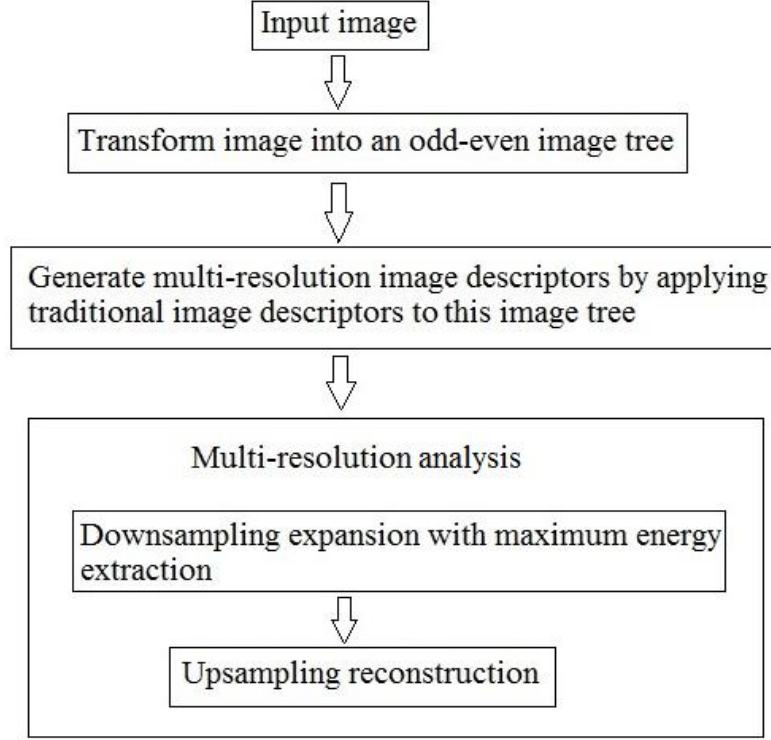 Input image
Transform image into an odd-even image tree
Generate multi-resolution image descriptors by applying
traditional image descriptors to this image tree
Multi-resolution analysis
Downsampling expansion with maximum energy
extraction
Upsampling reconstruction